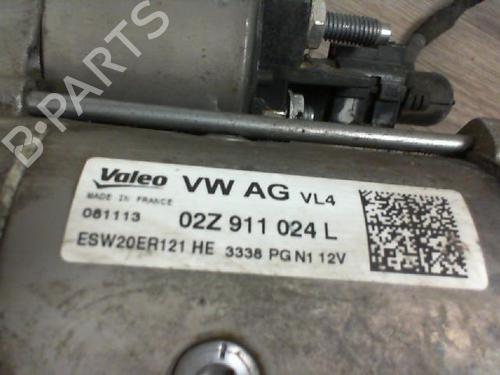 B-PARTS
Valeo VW AG VL4
MADE IN FRANCE
081113 02Z 911 024 L
ESW20ER121 HE 3338 PG N1 12V